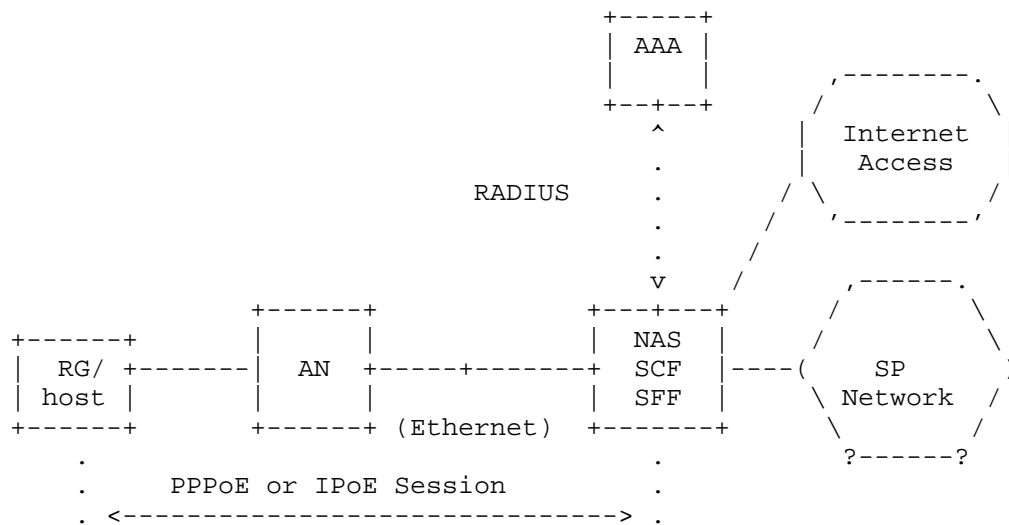 AAA
Internet
Access
RADIUS
NAS
RG/ AN SCF SP
host SFF Network
(Ethernet)
PPPoE or IPoE Session